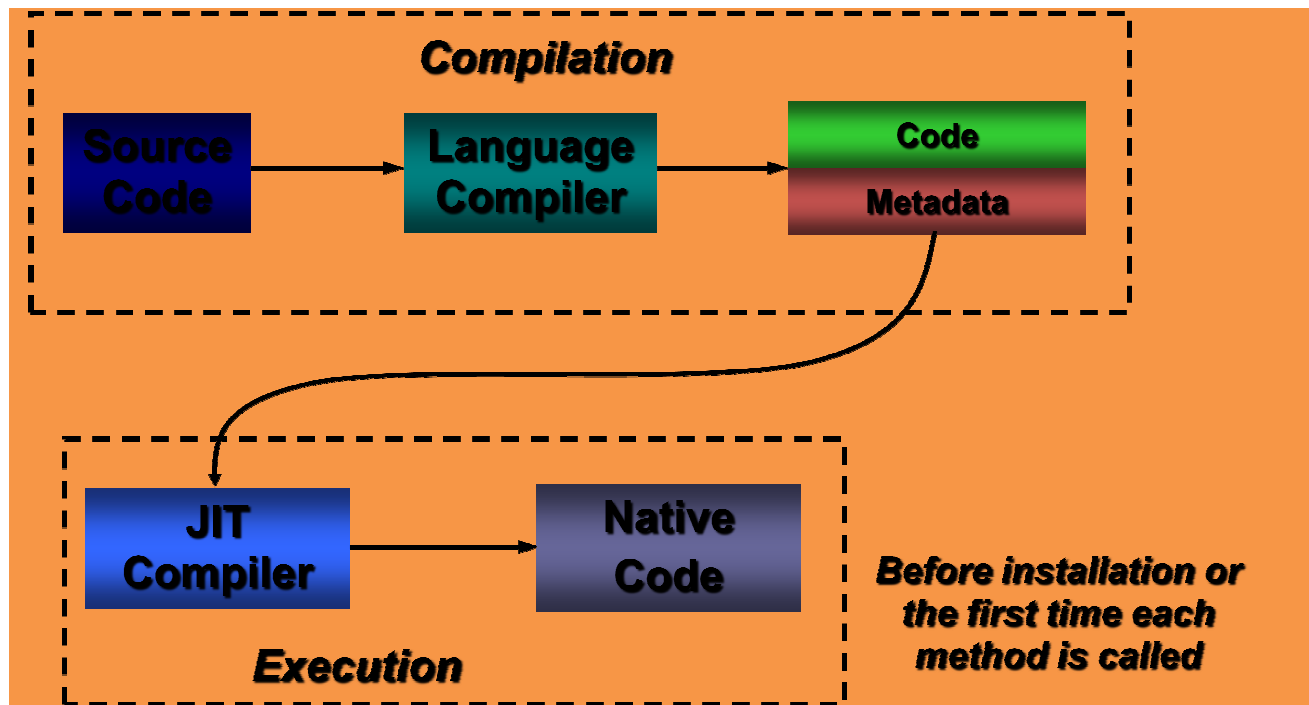 Compilation
Source
Code
Language
Compiler
Code
Metadata
JIT
Compiler
Native
Code
Execution
Before installation or
the first time each
method is called